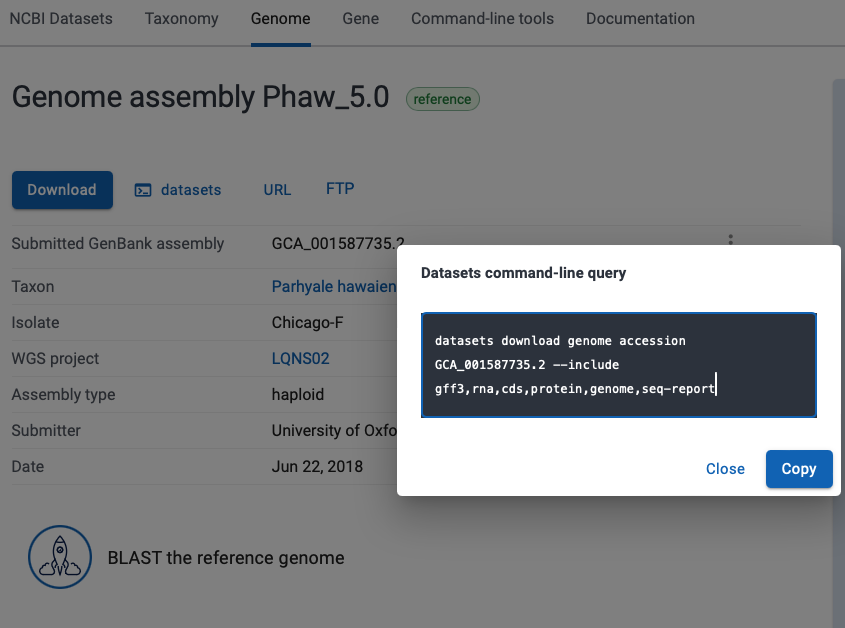 NCBI Datasets Taxonomy Genome Gene Command-line tools Documentation
Genome assembly Phaw_5.0 reference
Download datasets URL FTP
Submitted GenBank assembly GCA_001587735.2
Taxon Parhyale hawaien
Isolate Chicago-F
WGS project LQNS02
Assembly type haploid
Submitter University of Oxfo
Date Jun 22, 2018
BLAST the reference genome
Datasets command-line query
datasets download genome accession
GCA_001587735.2 --include
gff3,rna,cds,protein,genome,seq-report
Close Copy